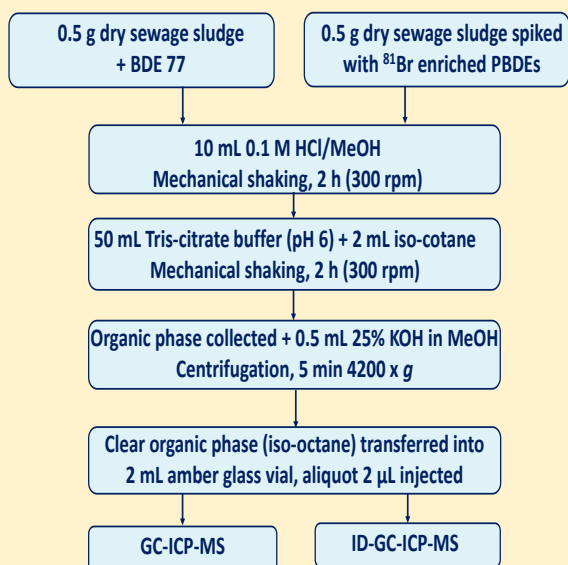 0.5 g dry sewage sludge
+ BDE 77
0.5 g dry sewage sludge spiked
with ⁸¹Br enriched PBDEs
10 mL 0.1 M HCl/MeOH
Mechanical shaking, 2 h (300 rpm)
50 mL Tris-citrate buffer (pH 6) + 2 mL iso-cotane
Mechanical shaking, 2 h (300 rpm)
Organic phase collected + 0.5 mL 25% KOH in MeOH
Centrifugation, 5 min 4200 x g
Clear organic phase (iso-octane) transferred into
2 mL amber glass vial, aliquot 2 µL injected
GC-ICP-MS
ID-GC-ICP-MS